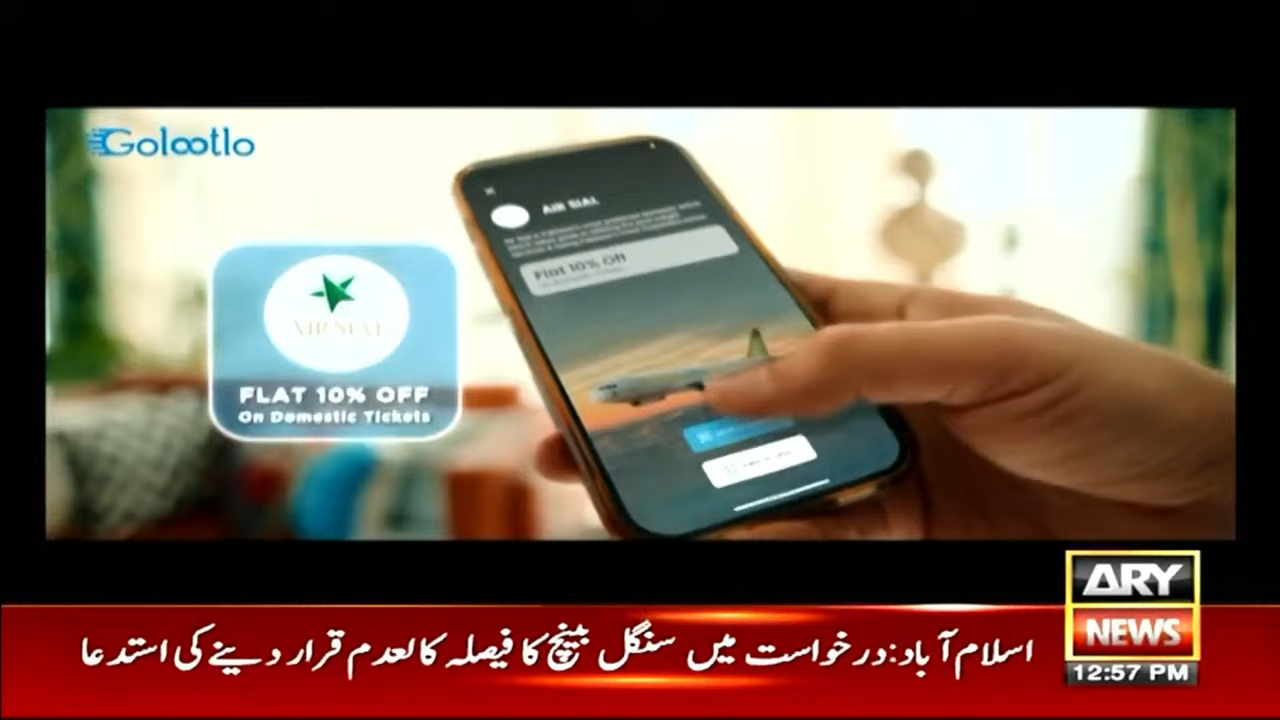 Golootlo
AIR SIAL
Flat 10% Off
AIRSIAL
FLAT 10% OFF
On Domestic Tickets
ARY
NEWS
12:57 PM
اسلام آباد: درخواست میں سنگل بینچ کا فیصلہ کالعدم قرار دینے کی استدعا